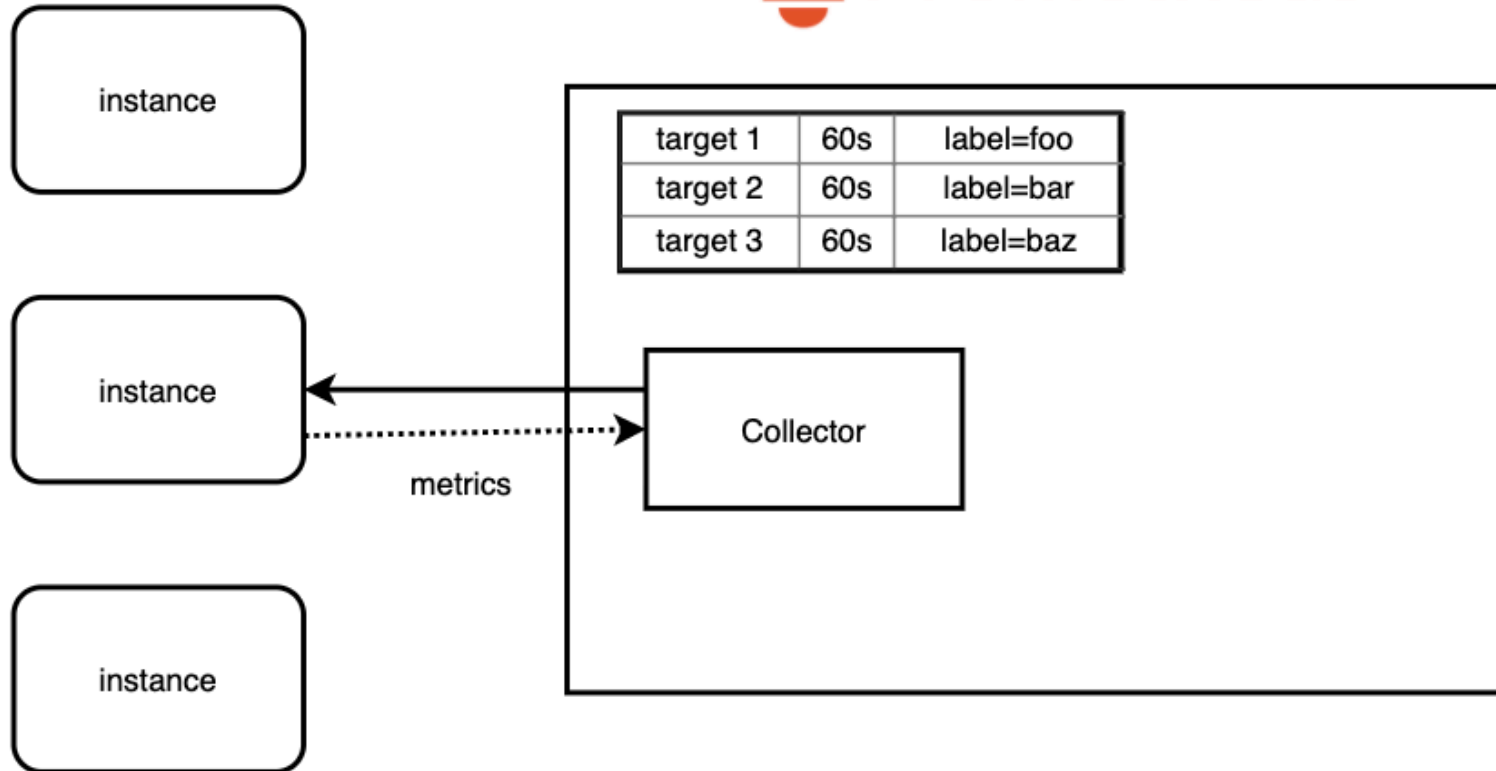 instance
target 1 60s label=foo
target 2 60s label=bar
target 3 60s label=baz
instance
Collector
metrics
instance